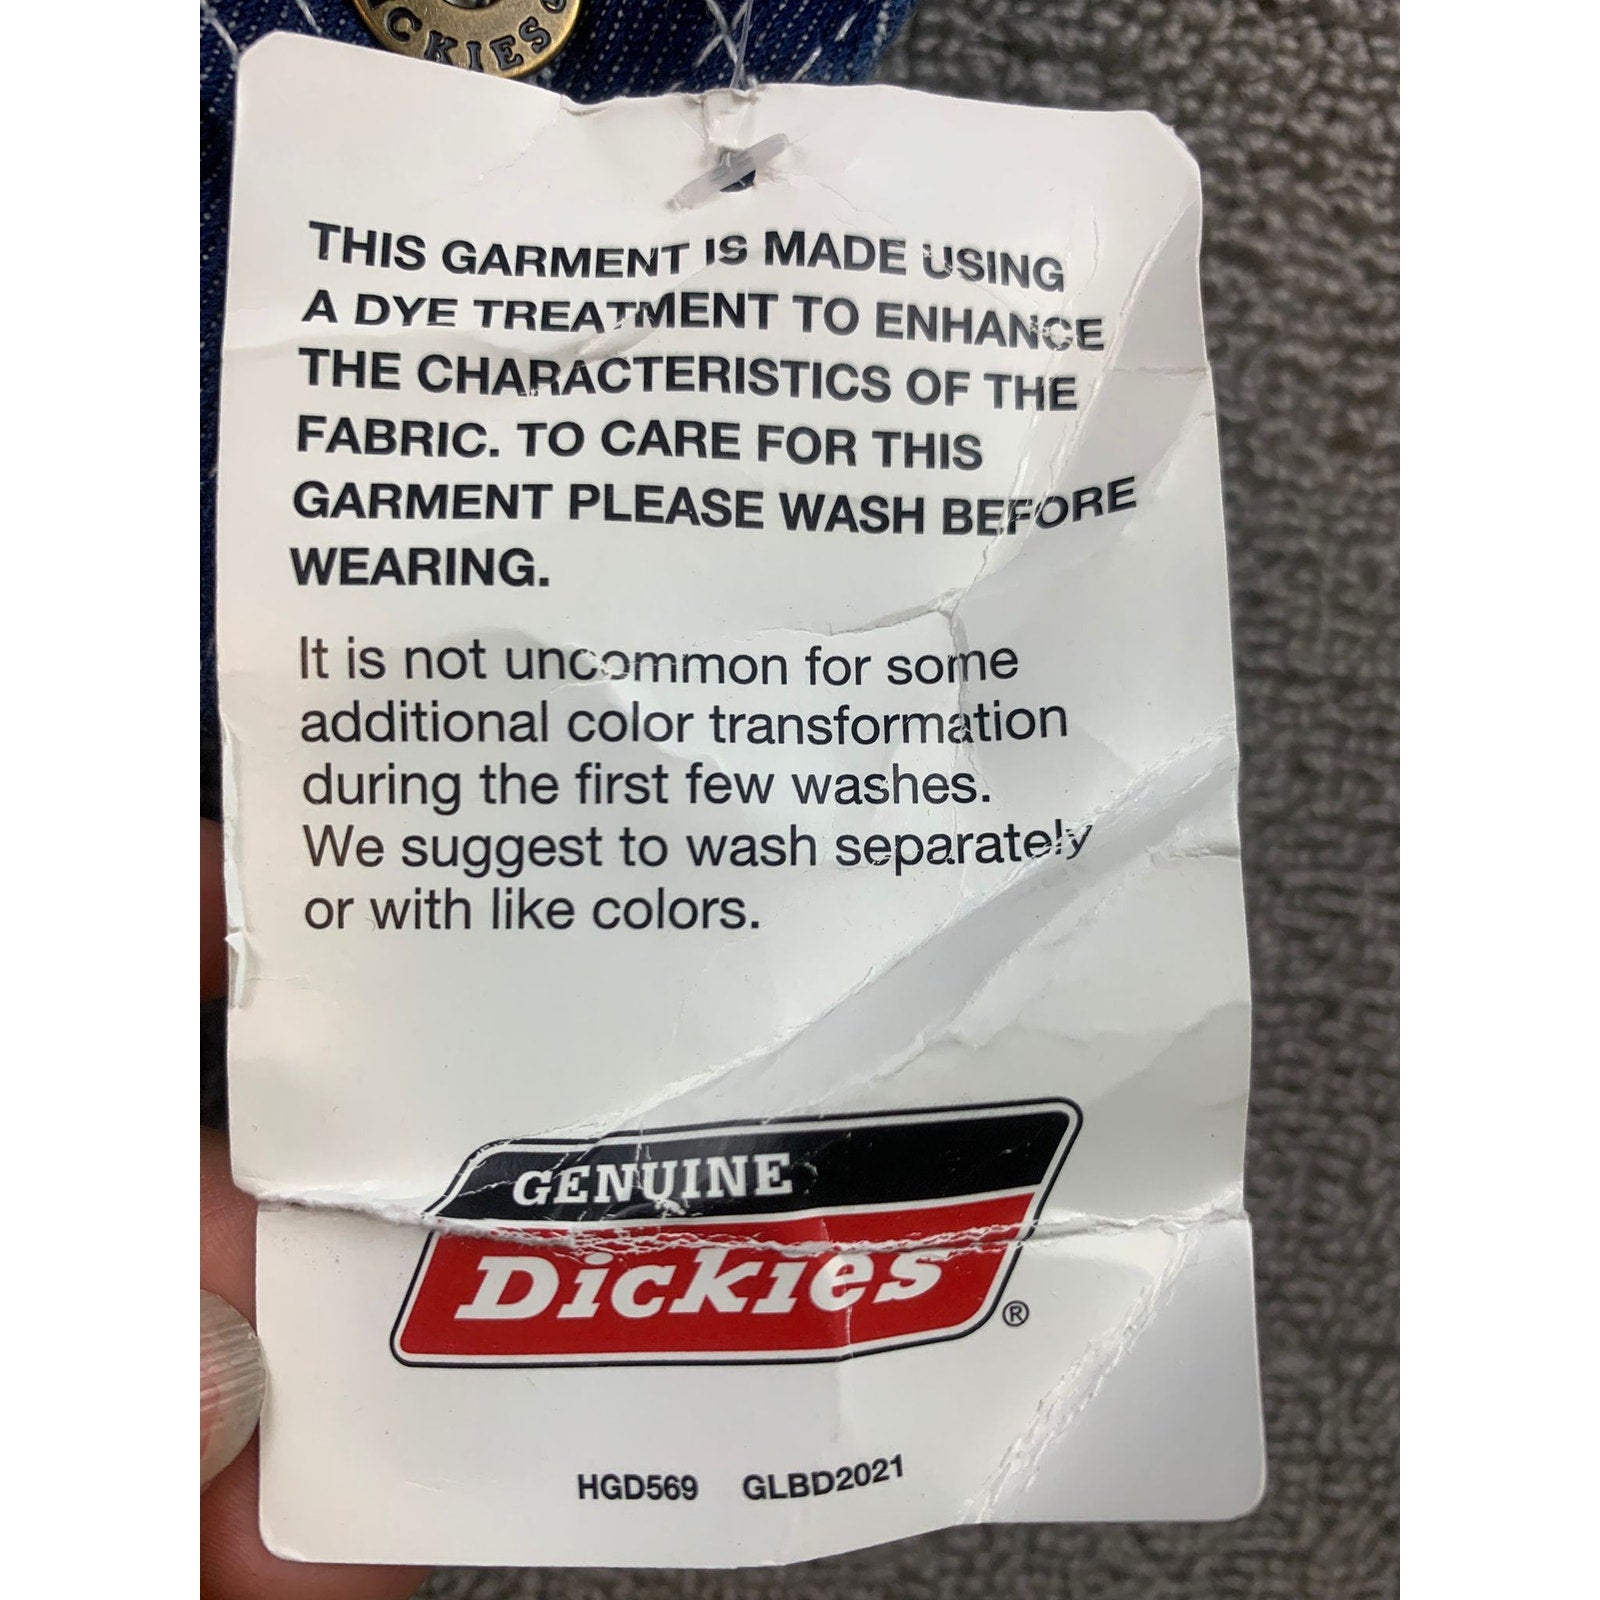 DICKIES
THIS GARMENT IS MADE USING
A DYE TREATMENT TO ENHANCE
THE CHARACTERISTICS OF THE
FABRIC. TO CARE FOR THIS
GARMENT PLEASE WASH BEFORE
WEARING.
It is not uncommon for some
additional color transformation
during the first few washes.
We suggest to wash separately
or with like colors.
GENUINE
Dickies®
HGD569 GLBD2021